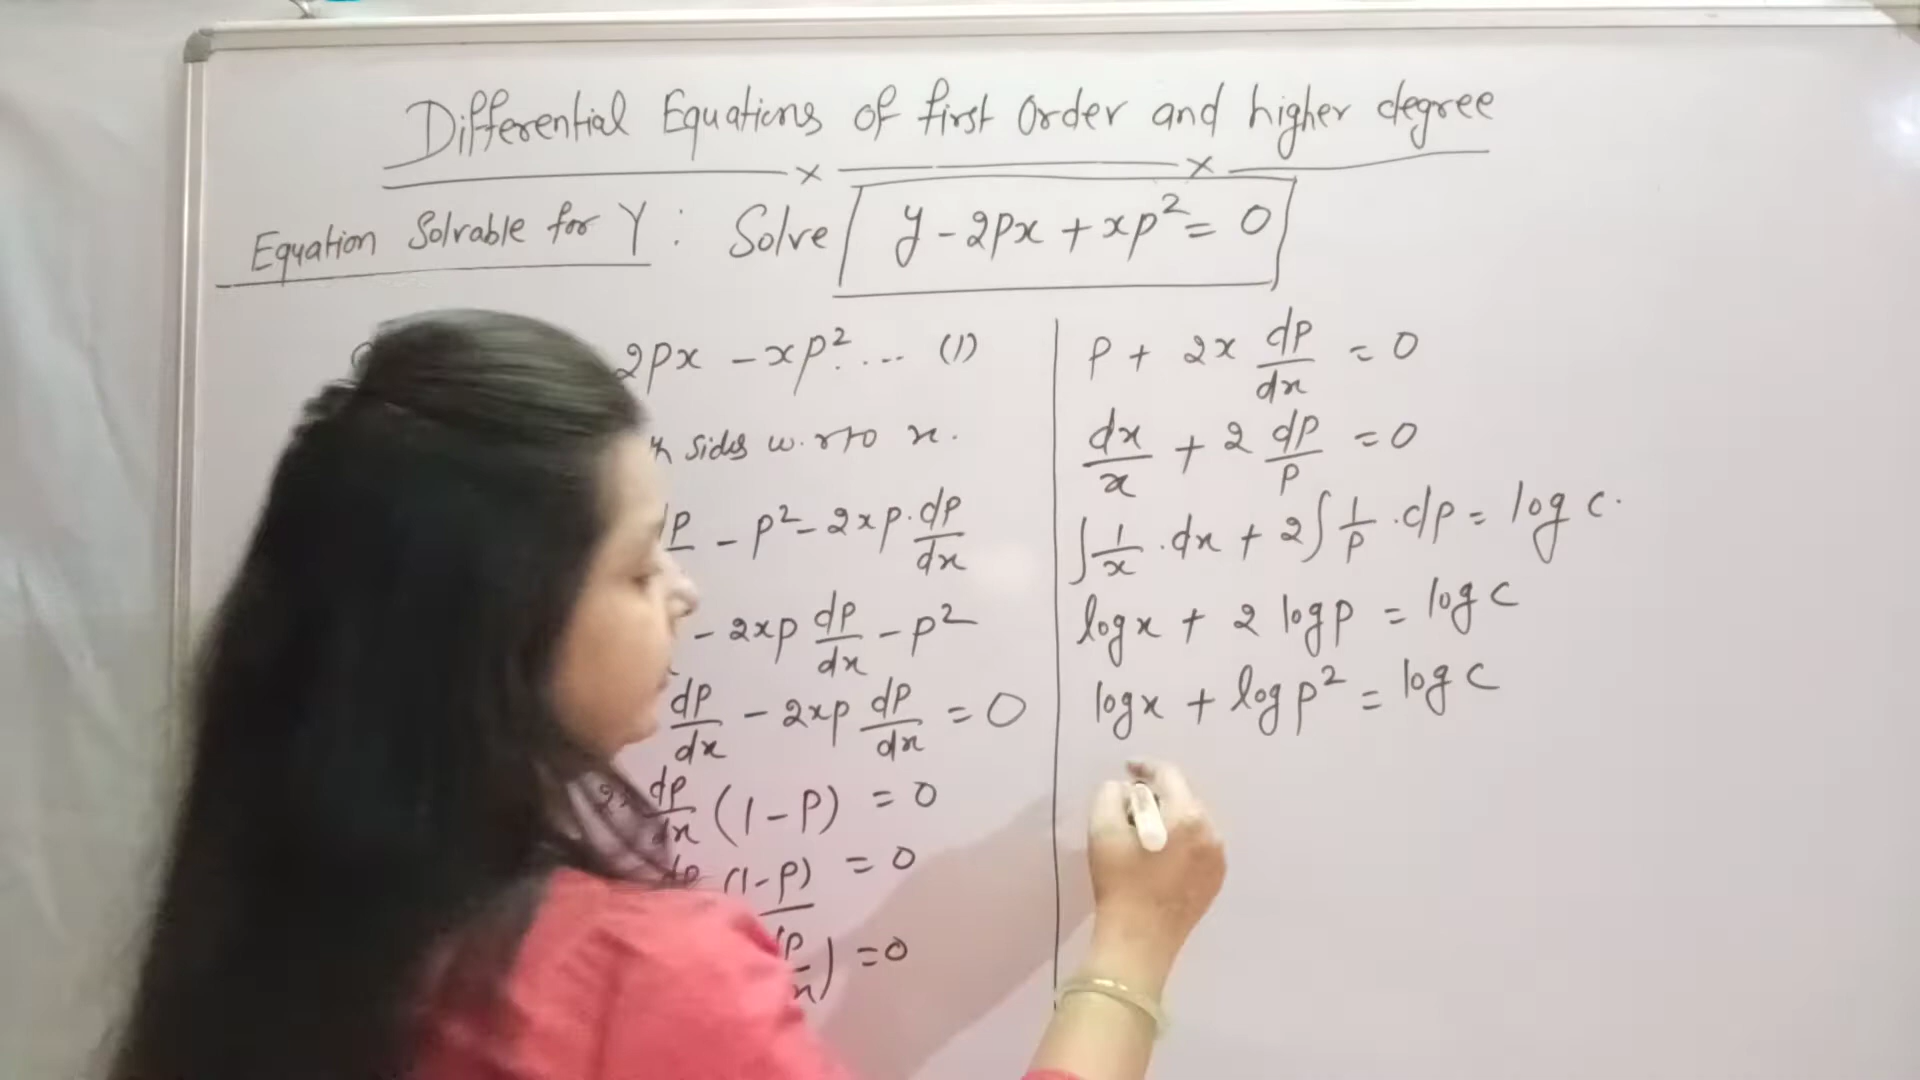 Differential Equations of first order and higher degree
Equation Solvable for Y : Solve y - 2px + xp² = 0
2px - xp² ... (1)
sides w.r to x.
- p² - 2xp . dp/dx
- 2xp dp/dx - p²
dp/dx - 2xp dp/dx = 0
dp/dx (1 - p) = 0
(1 - p) = 0
) = 0
p + 2x dp/dx = 0
dx/x + 2 dp/p = 0
∫ 1/x . dx + 2 ∫ 1/p . dp = log c.
log x + 2 log p = log c
log x + log p² = log c